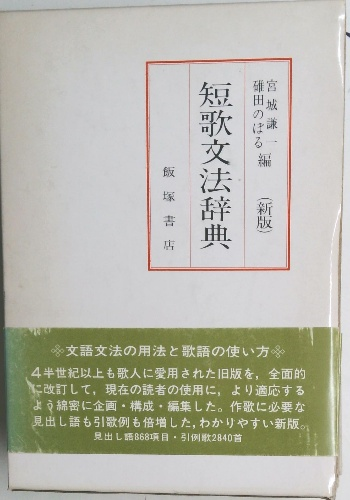 宮城謙一
碓田のぼる
編
(新版)
短歌文法辞典
飯塚書店
※文語文法の用法と歌語の使い方※
4半世紀以上も歌人に愛用された旧版を，全面的
に改訂して，現在の読者の使用に，より適応する
よう綿密に企画・構成・編集した。作歌に必要な
見出し語も引歌例も倍増した，わかりやすい新版。
見出し語868項目・引例歌2840首